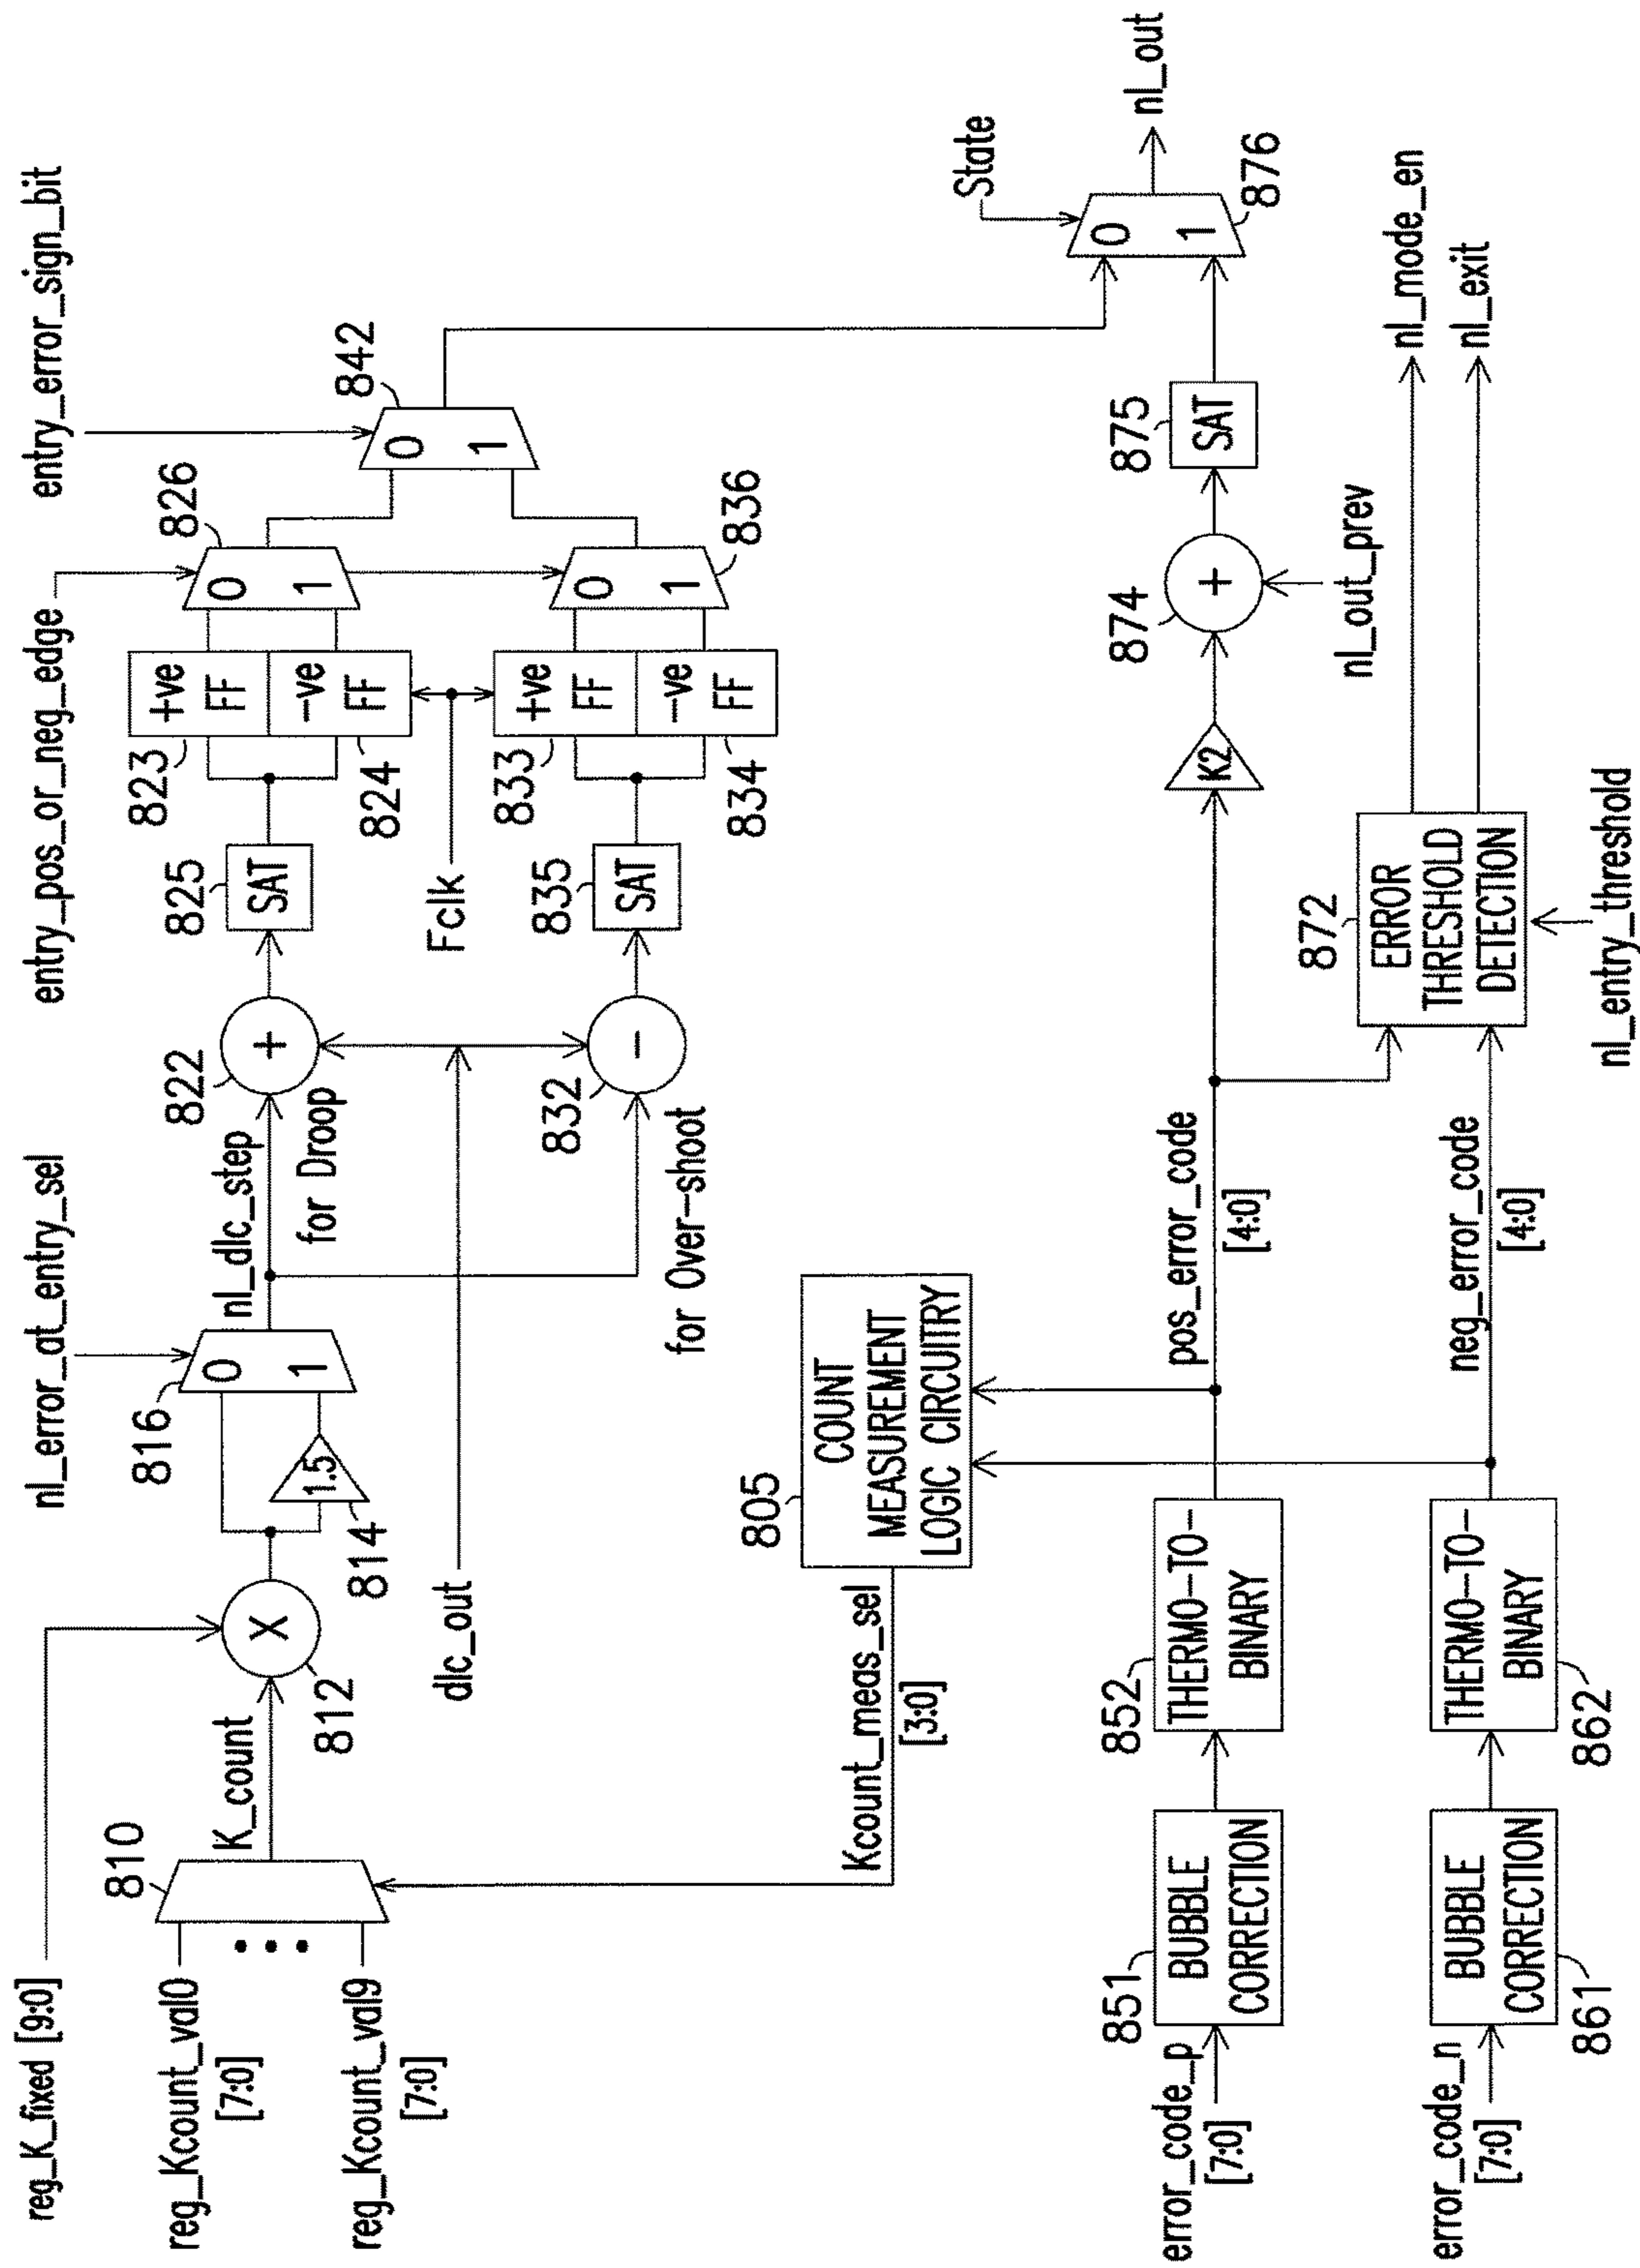 reg_K_fixed [9:0]
nl_error_at_entry_sel
entry_pos_or_neg_edge
entry_error_sign_bit
reg_Kcount_val0
[7:0]
reg_Kcount_val9
[7:0]
810
K_count
X
812
1.5
814
816
0
1
nl_dlc_step
for Droop
for Over-shoot
dlc_out
822
+
832
-
825
SAT
835
SAT
Fclk
823
+ve
FF
-ve
FF
824
833
+ve
FF
-ve
FF
834
826
0
1
0
1
836
842
0
1
Kcount_meas_sel
[3:0]
805
COUNT
MEASUREMENT
LOGIC CIRCUITRY
State
0
1
876
nl_out
error_code_p
[7:0]
851
BUBBLE
CORRECTION
852
THERMO-TO-
BINARY
pos_error_code
[4:0]
K2
874
+
nl_out_prev
875
SAT
error_code_n
[7:0]
BUBBLE
CORRECTION
861
THERMO-TO-
BINARY
862
neg_error_code
[4:0]
872
ERROR
THRESHOLD
DETECTION
nl_entry_threshold
nl_mode_en
nl_exit